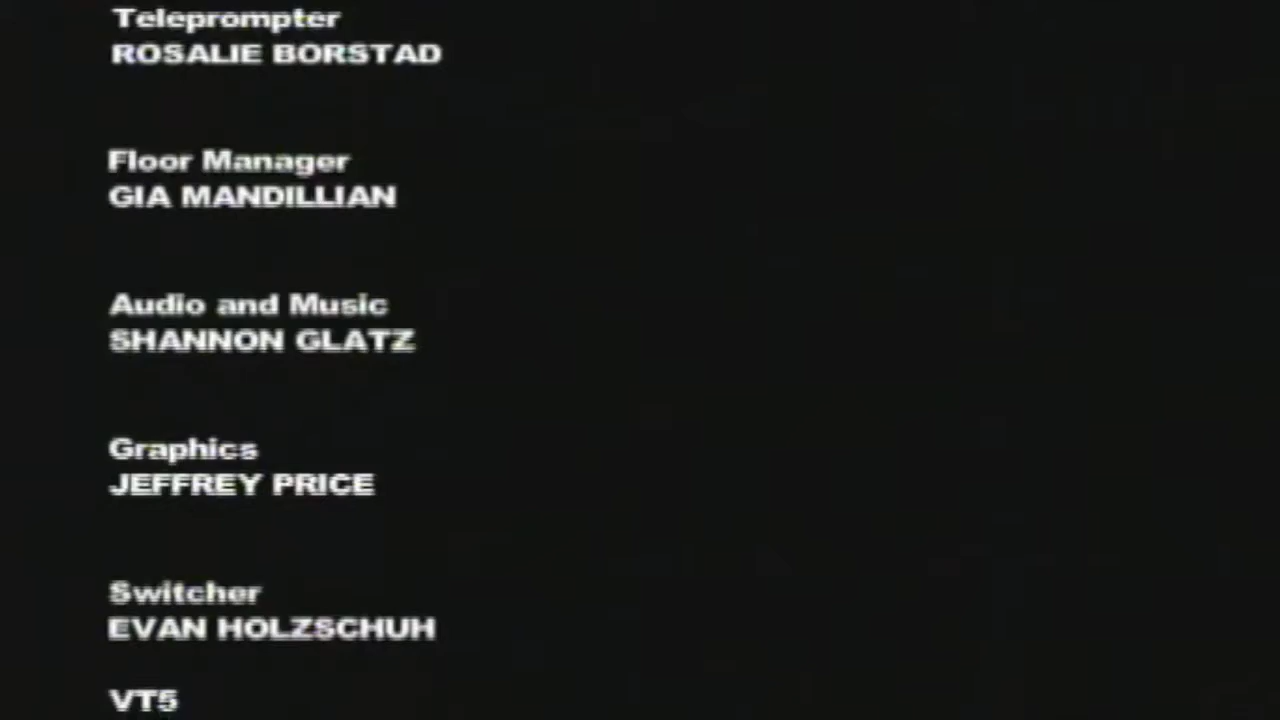 Teleprompter
ROSALIE BORSTAD
Floor Manager
GIA MANDILLIAN
Audio and Music
SHANNON GLATZ
Graphics
JEFFREY PRICE
Switcher
EVAN HOLZSCHUH
VT5